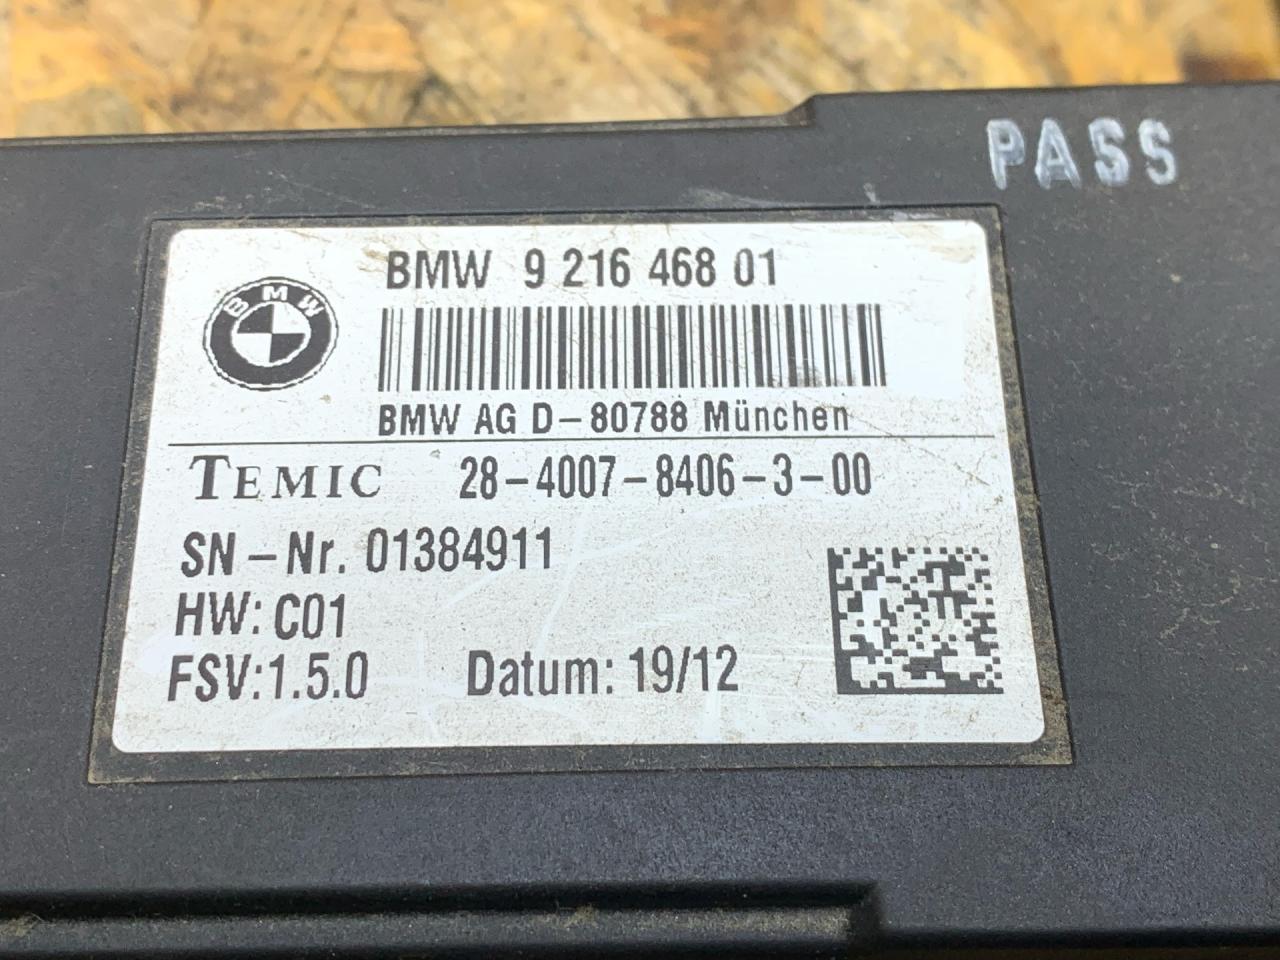 PASS
BMW 9 216 468 01
BMW
BMW AG D-80788 München
TEMIC 28-4007-8406-3-00
SN-Nr. 01384911
HW: C01
FSV:1.5.0 Datum: 19/12